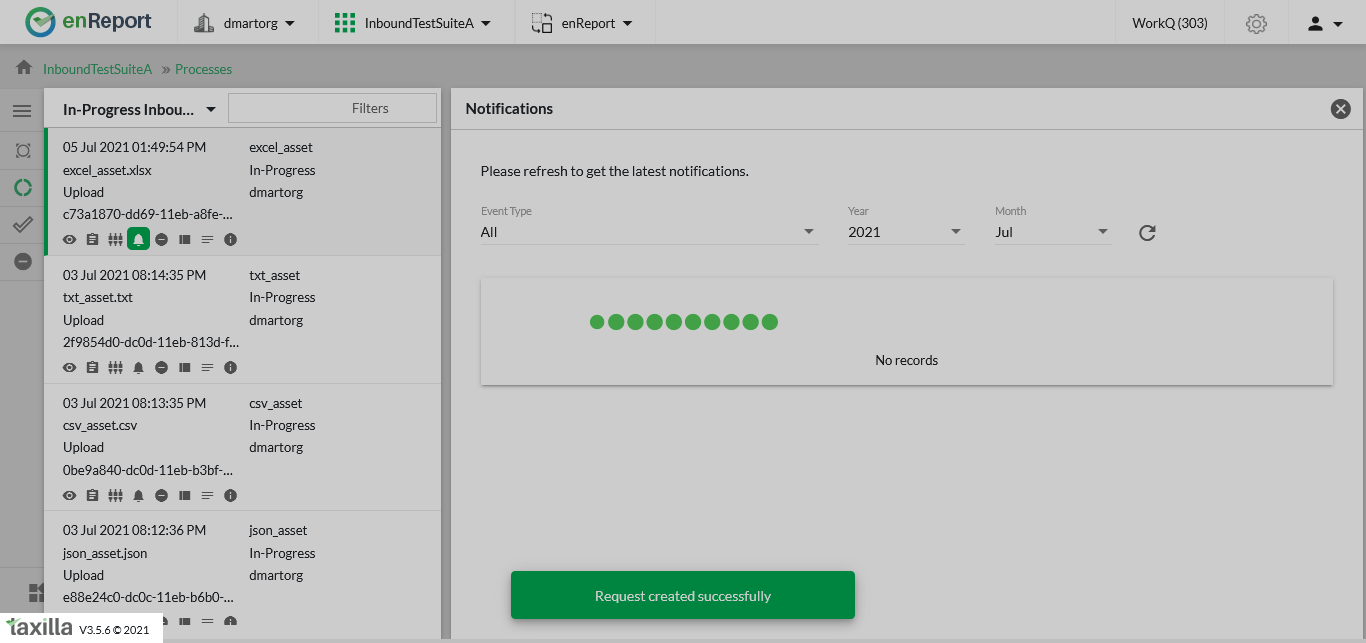 enReport
dmartorg
InboundTestSuiteA
enReport
WorkQ (303)
InboundTestSuiteA » Processes
In-Progress Inbou...
Filters
05 Jul 2021 01:49:54 PM
excel_asset
excel_asset.xlsx
In-Progress
Upload
dmartorg
c73a1870-dd69-11eb-a8fe-...
03 Jul 2021 08:14:35 PM
txt_asset
txt_asset.txt
In-Progress
Upload
dmartorg
2f9854d0-dc0d-11eb-813d-f...
03 Jul 2021 08:13:35 PM
csv_asset
csv_asset.csv
In-Progress
Upload
dmartorg
0be9a840-dc0d-11eb-b3bf-...
03 Jul 2021 08:12:36 PM
json_asset
json_asset.json
In-Progress
Upload
dmartorg
e88e24c0-dc0c-11eb-b6b0-...
Notifications
Please refresh to get the latest notifications.
Event Type
Year
Month
All
2021
Jul
No records
Request created successfully
taxilla V3.5.6 © 2021